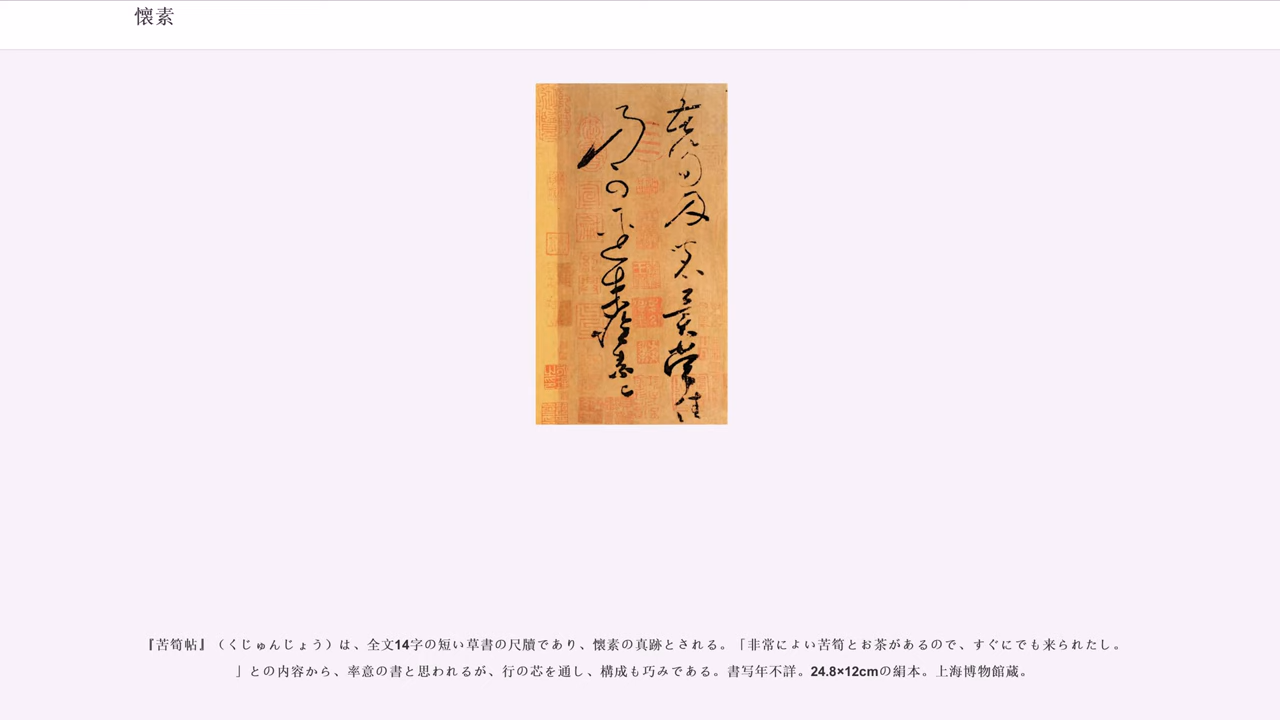 懐素
苦筍及茗異常佳
乃可逕来懐素上
『苦筍帖』（くじゅんじょう）は、全文14字の短い草書の尺牘であり、懐素の真跡とされる。「非常によい苦筍とお茶があるので、すぐにでも来られたし。
」との内容から、率意の書と思われるが、行の芯を通し、構成も巧みである。書写年不詳。24.8×12cmの絹本。上海博物館蔵。